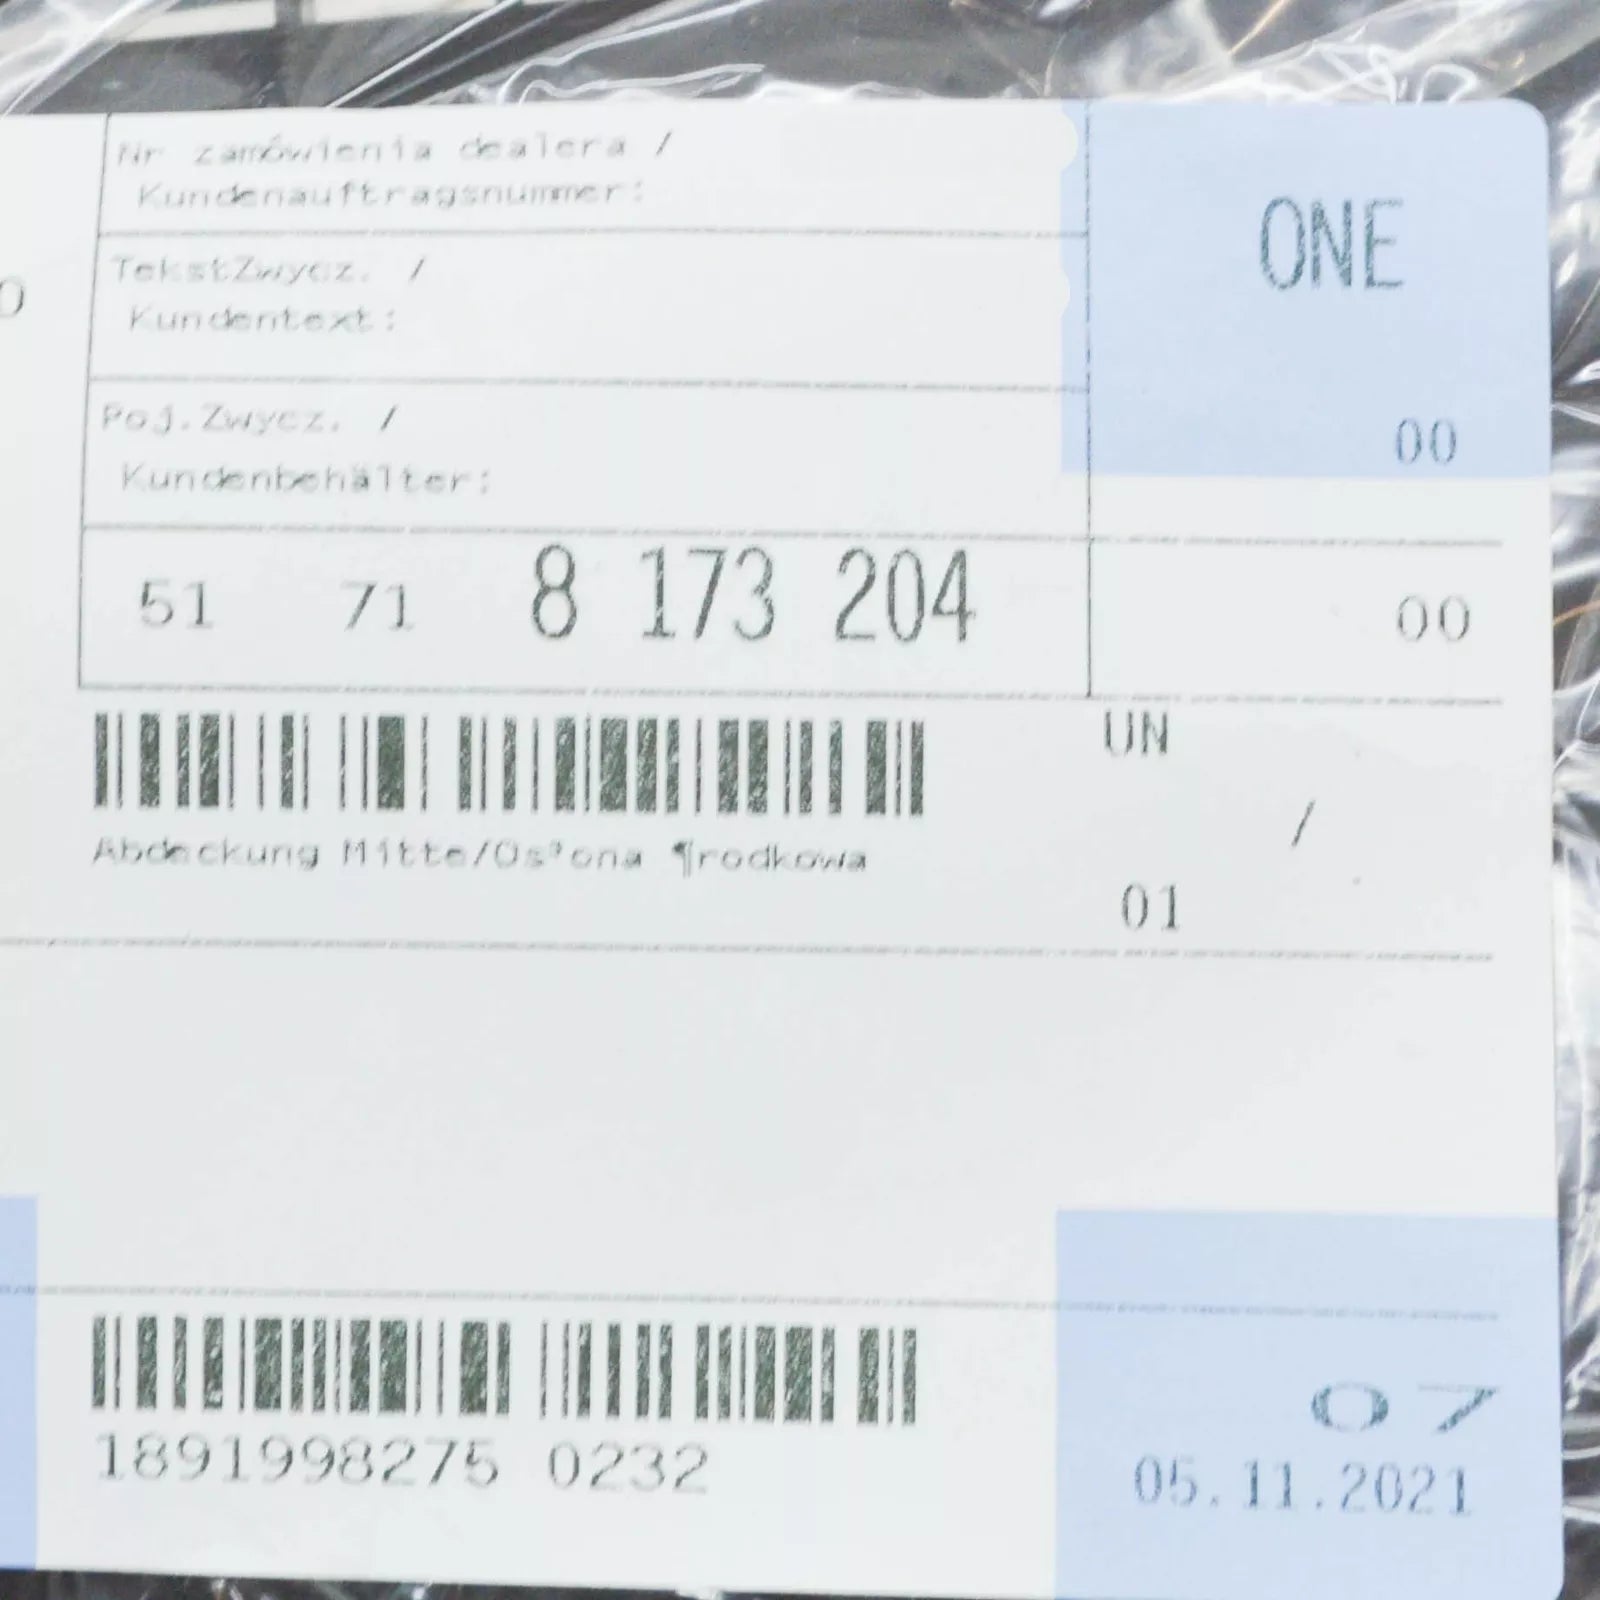 Nr zamówienia dealera /
Kundenauftragsnummer:
ONE
TekstZwycz. /
Kundentext:
Poj.Zwycz. /
Kundenbehälter:
00
51 71 8 173 204
00
UN
/
Abdeckung Mitte/Os³ona ¶rodkowa
01
07
1891998275 0232
05.11.2021